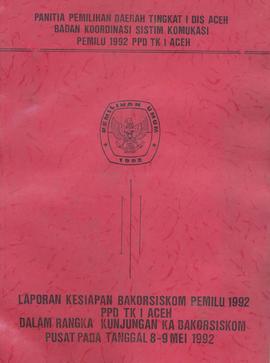 PANITIA PEMILIHAN DAERAH TINGKAT I DIS ACEH
BADAN KOORDINASI SISTIM KOMUKASI
PEMILU 1992 PPD TK I ACEH
PEMILIHAN UMUM
1992
LAPORAN KESIAPAN BAKORSISKOM PEMILU 1992
PPD TK I ACEH
DALAM RANGKA KUNJUNGAN KA BAKORSISKOM
PUSAT PADA TANGGAL 8-9 MEI 1992